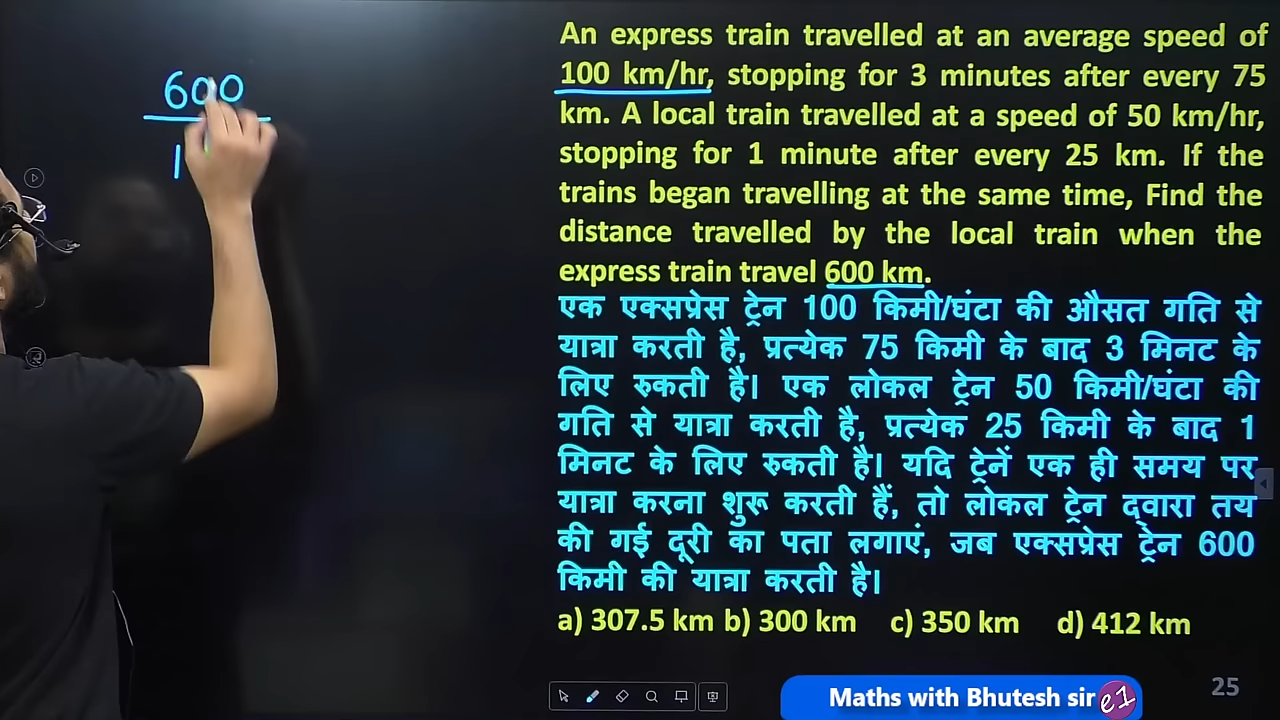 600
1
An express train travelled at an average speed of
100 km/hr, stopping for 3 minutes after every 75
km. A local train travelled at a speed of 50 km/hr,
stopping for 1 minute after every 25 km. If the
trains began travelling at the same time, Find the
distance travelled by the local train when the
express train travel 600 km.
एक एक्सप्रेस ट्रेन 100 किमी/घंटा की औसत गति से
यात्रा करती है, प्रत्येक 75 किमी के बाद 3 मिनट के
लिए रुकती है। एक लोकल ट्रेन 50 किमी/घंटा की
गति से यात्रा करती है, प्रत्येक 25 किमी के बाद 1
मिनट के लिए रुकती है। यदि ट्रेनें एक ही समय पर
यात्रा करना शुरू करती हैं, तो लोकल ट्रेन द्वारा तय
की गई दूरी का पता लगाएं, जब एक्सप्रेस ट्रेन 600
किमी की यात्रा करती है।
a) 307.5 km b) 300 km c) 350 km d) 412 km
Maths with Bhutesh sir e1
25